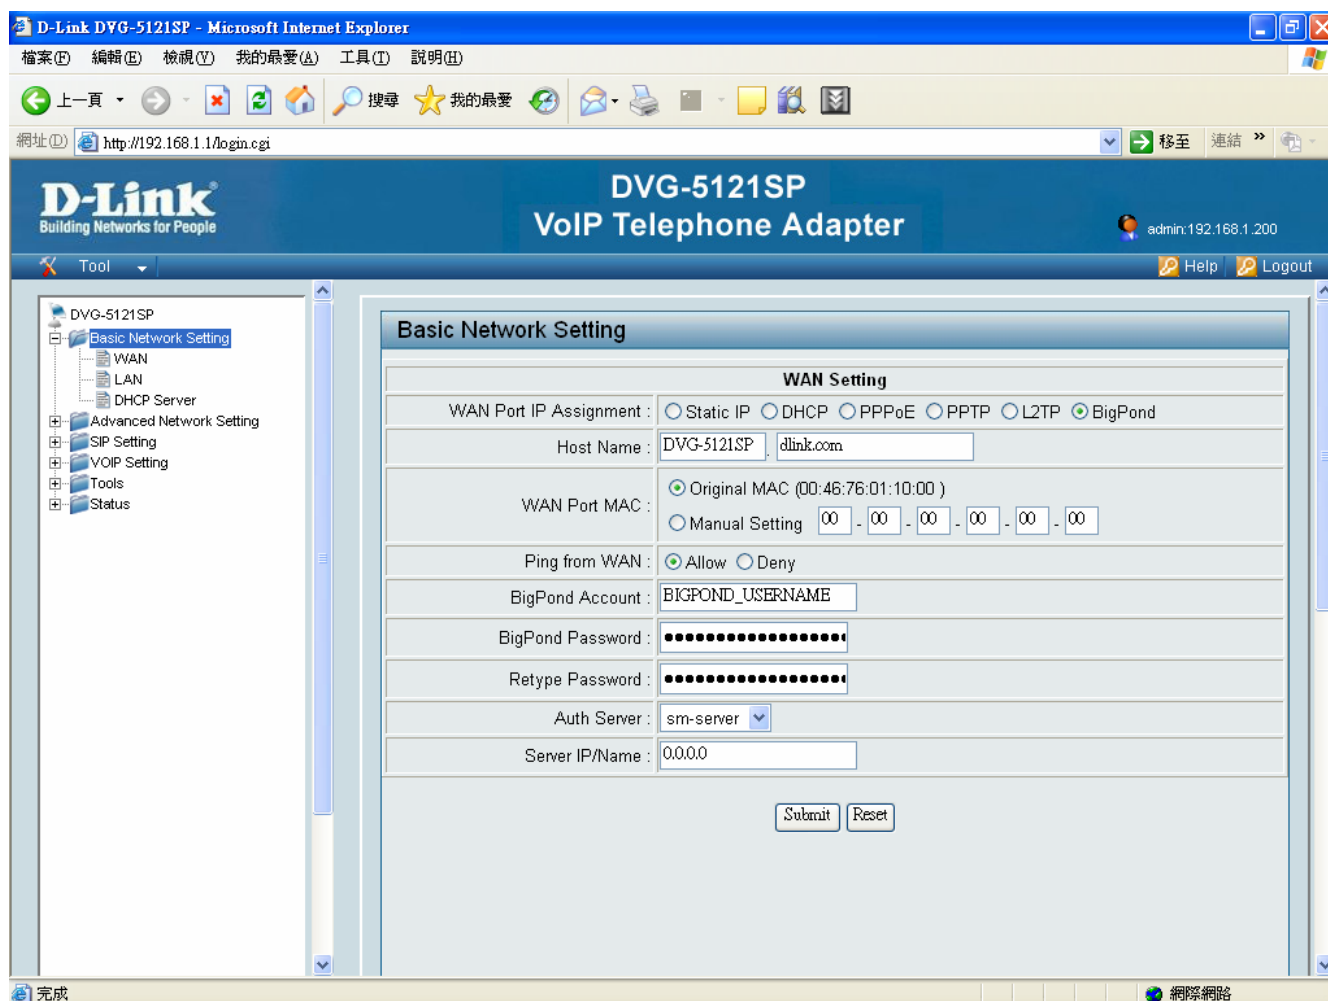 D-Link DVG-5121SP - Microsoft Internet Explorer
檔案(F) 編輯(E) 檢視(V) 我的最愛(A) 工具(T) 說明(H)
上一頁 搜尋 我的最愛
網址(D) http://192.168.1.1/login.cgi 移至 連結 »
D-Link
Building Networks for People
DVG-5121SP
VoIP Telephone Adapter
admin:192.168.1.200
Tool Help Logout
DVG-5121SP
Basic Network Setting
WAN
LAN
DHCP Server
Advanced Network Setting
SIP Setting
VOIP Setting
Tools
Status
Basic Network Setting
WAN Setting
WAN Port IP Assignment : Static IP DHCP PPPoE PPTP L2TP BigPond
Host Name : DVG-5121SP . dlink.com
WAN Port MAC :
Original MAC (00:46:76:01:10:00 )
Manual Setting 00 - 00 - 00 - 00 - 00 - 00
Ping from WAN : Allow Deny
BigPond Account : BIGPOND_USERNAME
BigPond Password : ••••••••••••••••••
Retype Password : ••••••••••••••••••
Auth Server : sm-server
Server IP/Name : 0.0.0.0
Submit Reset
完成 網際網路